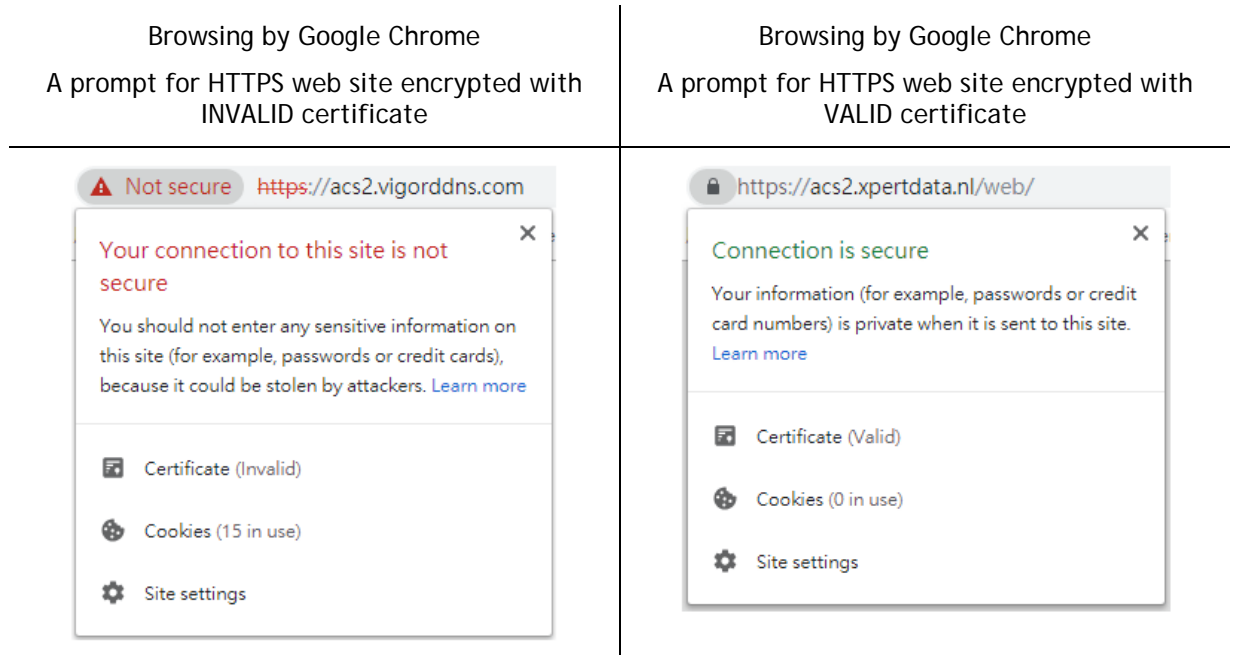 Browsing by Google Chrome
A prompt for HTTPS web site encrypted with
INVALID certificate
Not secure https://acs2.vigorddns.com
Your connection to this site is not
secure
You should not enter any sensitive information on
this site (for example, passwords or credit cards),
because it could be stolen by attackers. Learn more
Certificate (Invalid)
Cookies (15 in use)
Site settings
Browsing by Google Chrome
A prompt for HTTPS web site encrypted with
VALID certificate
https://acs2.xpertdata.nl/web/
Connection is secure
Your information (for example, passwords or credit
card numbers) is private when it is sent to this site.
Learn more
Certificate (Valid)
Cookies (0 in use)
Site settings